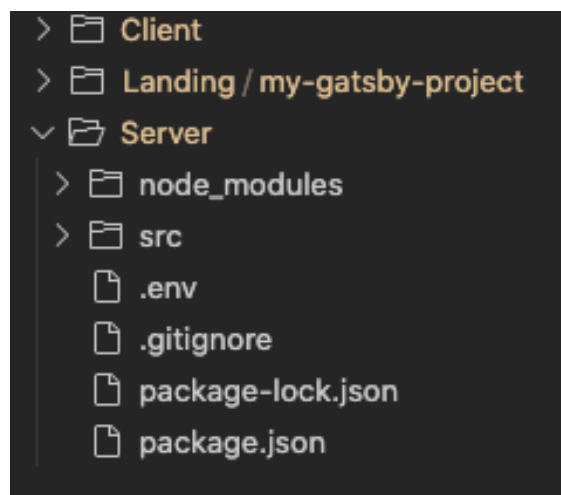 Client
Landing / my-gatsby-project
Server
node_modules
src
.env
.gitignore
package-lock.json
package.json